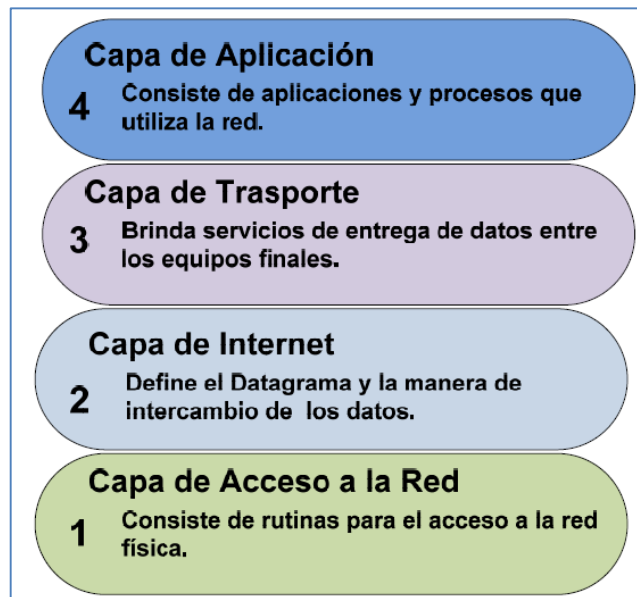 Capa de Aplicación
4 Consiste de aplicaciones y procesos que
utiliza la red.
Capa de Trasporte
3 Brinda servicios de entrega de datos entre
los equipos finales.
Capa de Internet
2 Define el Datagrama y la manera de
intercambio de los datos.
Capa de Acceso a la Red
1 Consiste de rutinas para el acceso a la red
física.